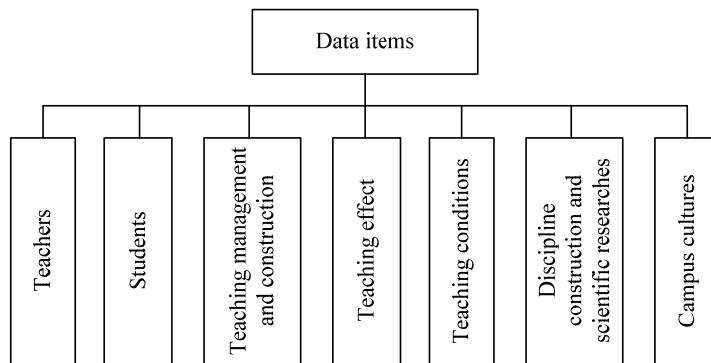 Data items
Teachers
Students
Teaching management
and construction
Teaching effect
Teaching conditions
Discipline
construction and
scientific researches
Campus cultures